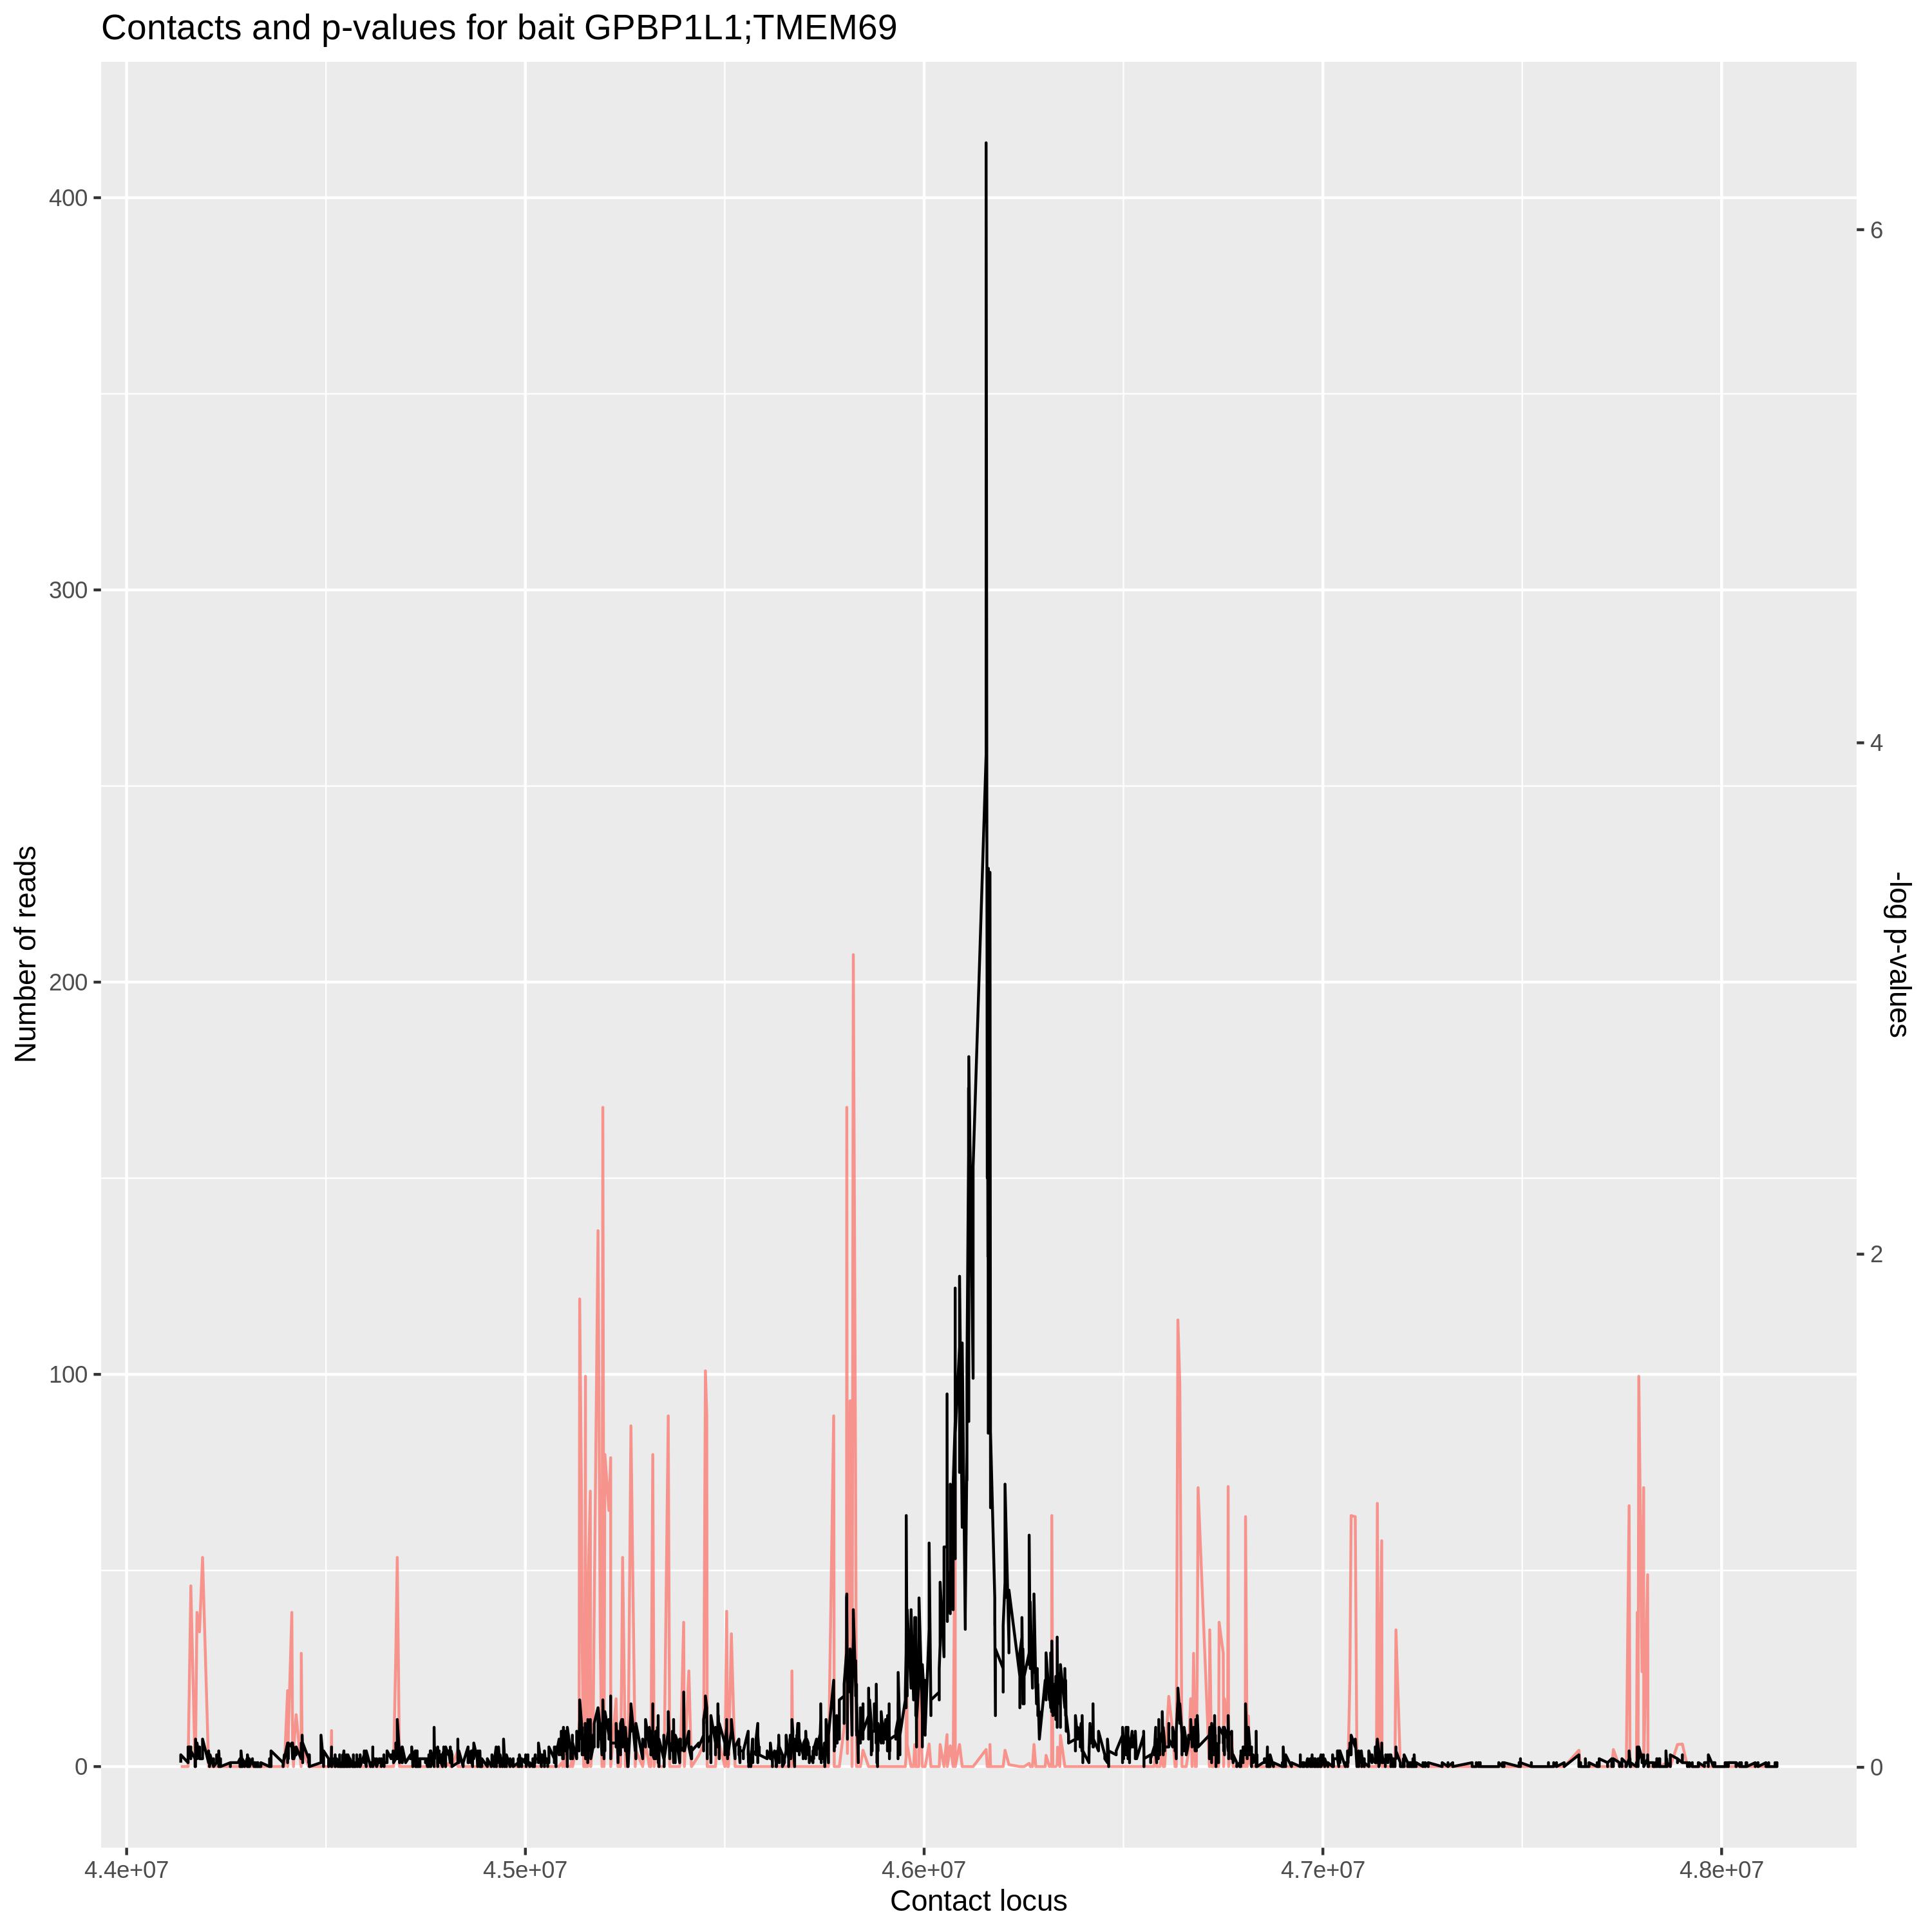 Contacts and p-values for bait GPBP1L1;TMEM69
400
300
200
100
0
Number of reads
6
4
2
0
-log p-values
4.4e+07
4.5e+07
4.6e+07
4.7e+07
4.8e+07
Contact locus